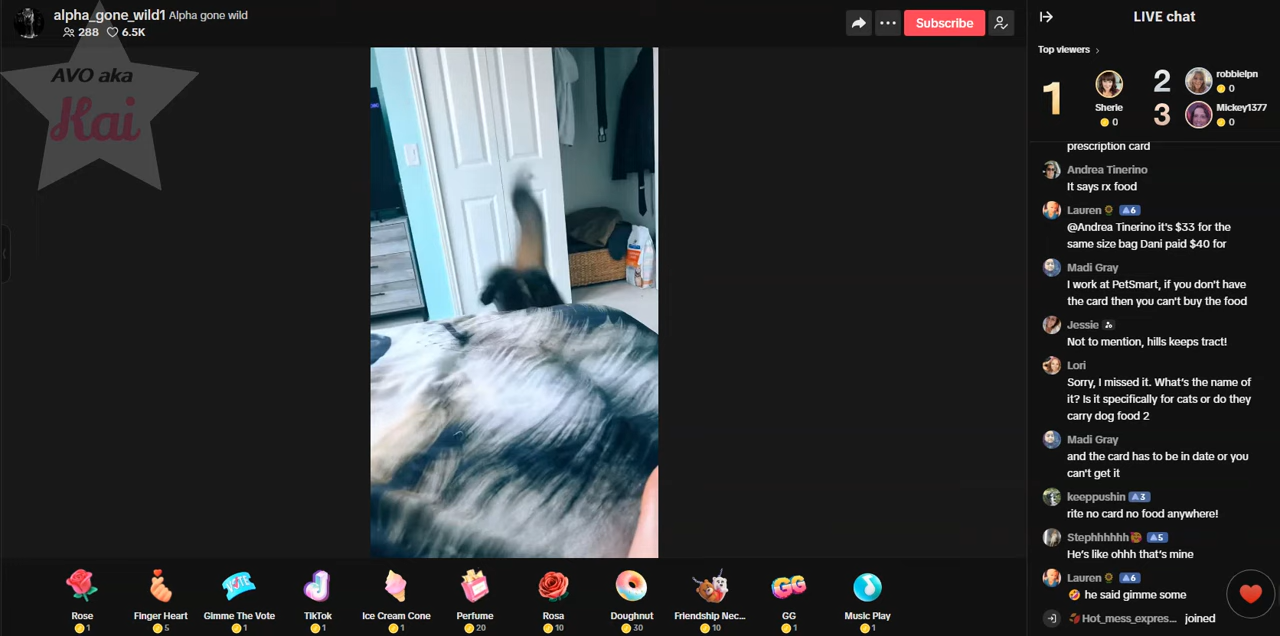 alpha_gone_wild1 Alpha gone wild
288 6.5K
Subscribe
AVO aka
Kai
LIVE chat
Top viewers
1
Sherle
0
2
robbielpn
0
3
Mickey1377
0
prescription card
Andrea Tinerino
It says rx food
Lauren 6
@Andrea Tinerino it's $33 for the
same size bag Dani paid $40 for
Madi Gray
I work at PetSmart, if you don't have
the card then you can't buy the food
Jessie
Not to mention, hills keeps tract!
Lori
Sorry, I missed it. What's the name of
it? Is it specifically for cats or do they
carry dog food 2
Madi Gray
and the card has to be in date or you
can't get it
keeppushin 3
rite no card no food anywhere!
Stephhhhhh 5
He's like ohhh that's mine
Lauren 6
he said gimme some
Hot_mess_expres... joined
Rose
1
Finger Heart
5
VOTE
Gimme The Vote
1
TikTok
1
Ice Cream Cone
1
Perfume
20
Rosa
10
Doughnut
30
Friendship Nec...
10
GG
GG
1
Music Play
1